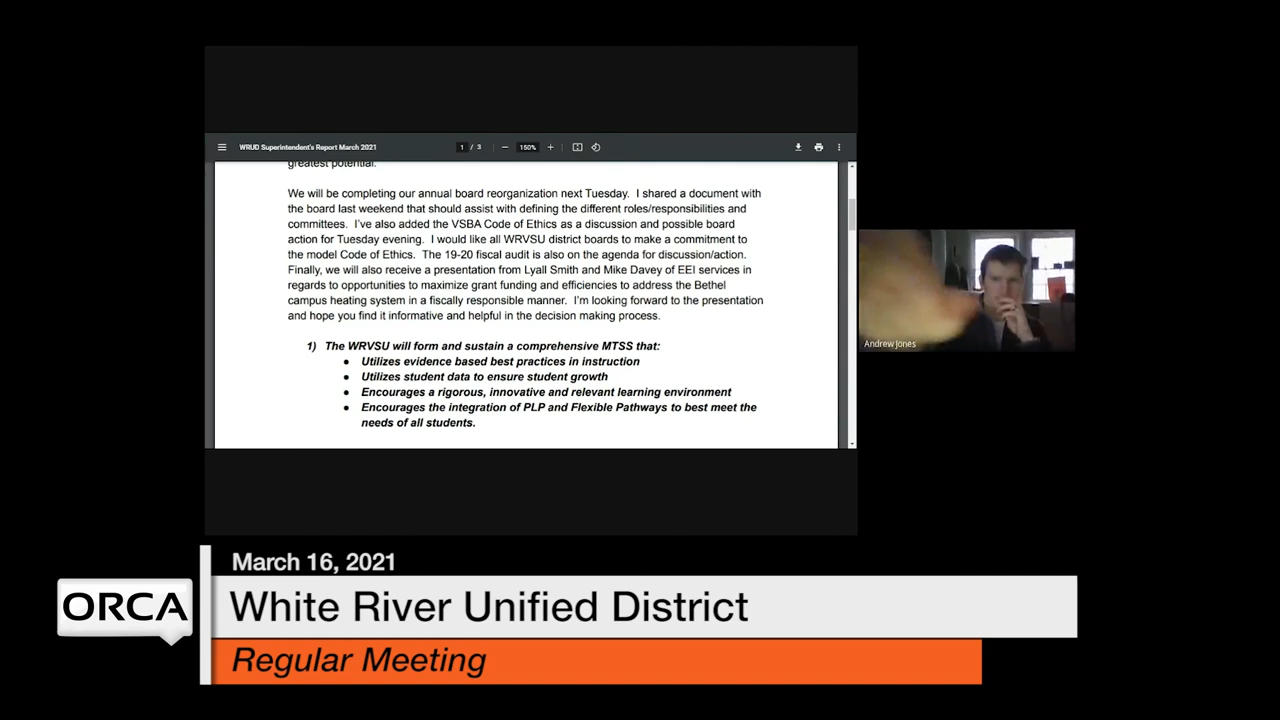 WRUD Superintendent's Report March 2021
1 / 3
150%
greatest potential.
We will be completing our annual board reorganization next Tuesday. I shared a document with
the board last weekend that should assist with defining the different roles/responsibilities and
committees. I've also added the VSBA Code of Ethics as a discussion and possible board
action for Tuesday evening. I would like all WRVSU district boards to make a commitment to
the model Code of Ethics. The 19-20 fiscal audit is also on the agenda for discussion/action.
Finally, we will also receive a presentation from Lyall Smith and Mike Davey of EEI services in
regards to opportunities to maximize grant funding and efficiencies to address the Bethel
campus heating system in a fiscally responsible manner. I'm looking forward to the presentation
and hope you find it informative and helpful in the decision making process.
1) The WRVSU will form and sustain a comprehensive MTSS that:
● Utilizes evidence based best practices in instruction
● Utilizes student data to ensure student growth
● Encourages a rigorous, innovative and relevant learning environment
● Encourages the integration of PLP and Flexible Pathways to best meet the
needs of all students.
Andrew Jones
March 16, 2021
ORCA
White River Unified District
Regular Meeting